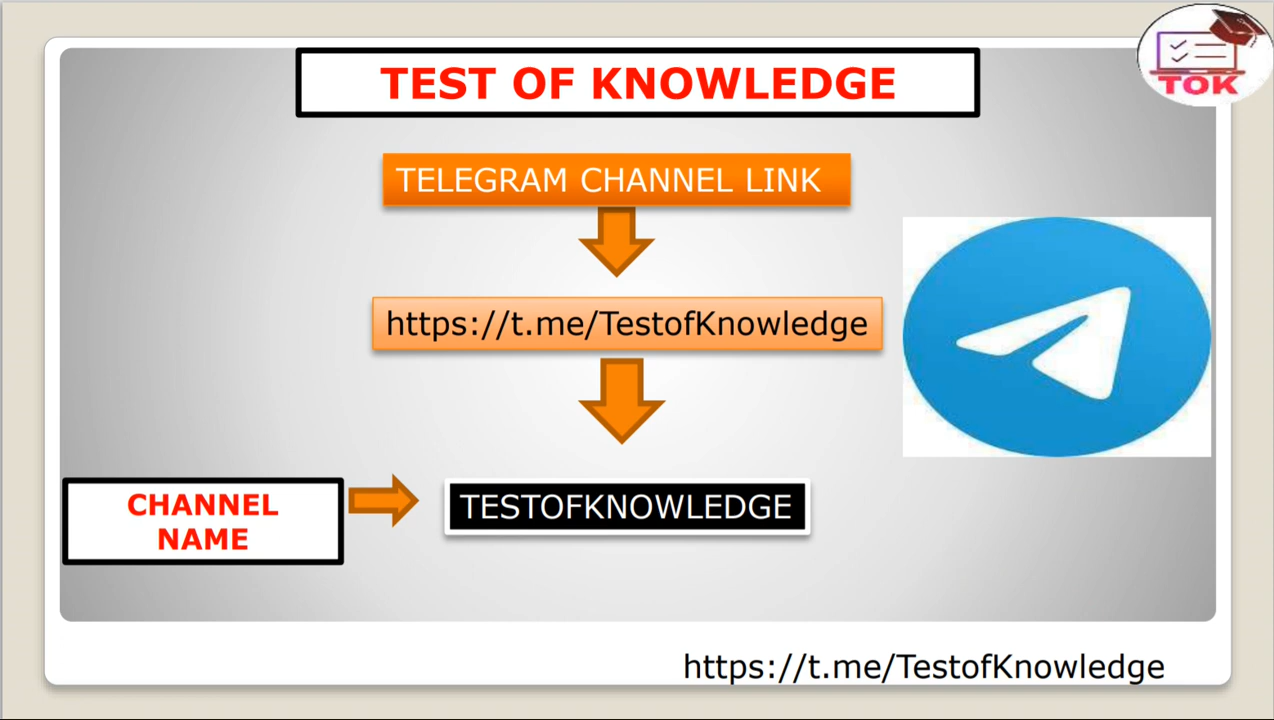 TEST OF KNOWLEDGE
TOK
TELEGRAM CHANNEL LINK
https://t.me/TestofKnowledge
CHANNEL
NAME
TESTOFKNOWLEDGE
https://t.me/TestofKnowledge